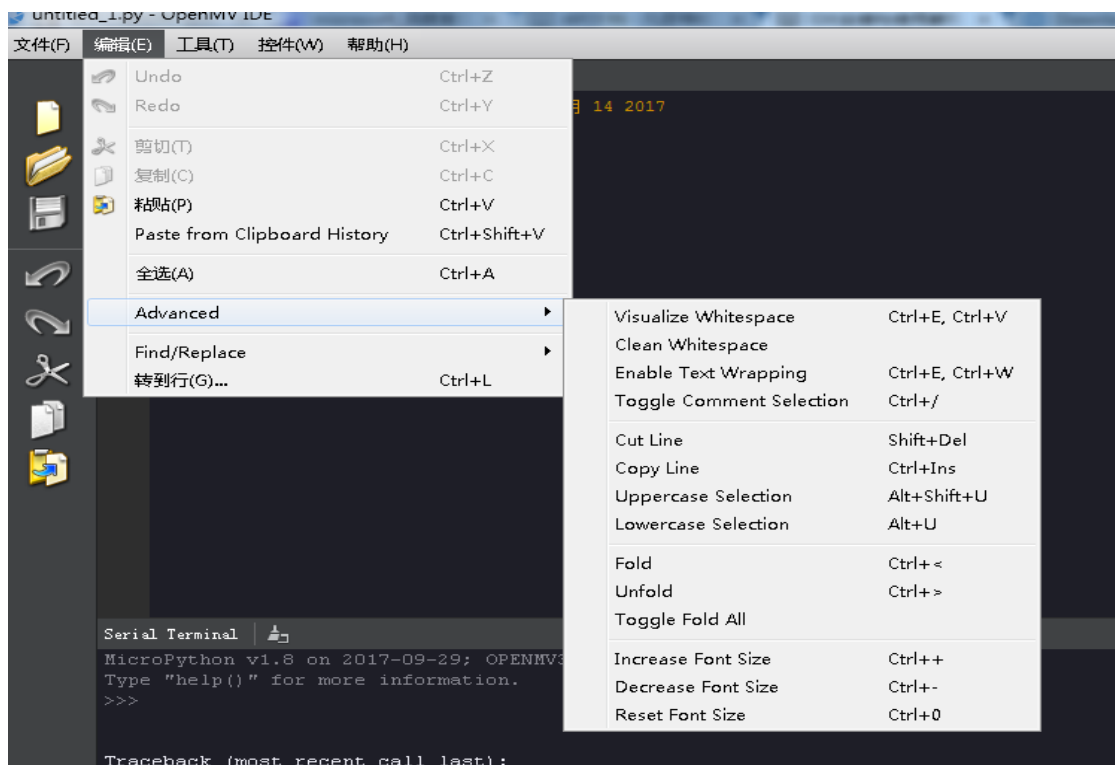 untitled_1.py - OpenMV IDE
文件(F) 编辑(E) 工具(T) 控件(W) 帮助(H)
Undo Ctrl+Z
Redo Ctrl+Y
月 14 2017
剪切(T) Ctrl+X
复制(C) Ctrl+C
粘贴(P) Ctrl+V
Paste from Clipboard History Ctrl+Shift+V
全选(A) Ctrl+A
Advanced
Find/Replace
转到行(G)... Ctrl+L
Visualize Whitespace Ctrl+E, Ctrl+V
Clean Whitespace
Enable Text Wrapping Ctrl+E, Ctrl+W
Toggle Comment Selection Ctrl+/
Cut Line Shift+Del
Copy Line Ctrl+Ins
Uppercase Selection Alt+Shift+U
Lowercase Selection Alt+U
Fold Ctrl+<
Unfold Ctrl+>
Toggle Fold All
Increase Font Size Ctrl++
Decrease Font Size Ctrl+-
Reset Font Size Ctrl+0
Serial Terminal
MicroPython v1.8 on 2017-09-29; OPENMV3
Type "help()" for more information.
>>>
Traceback (most recent call last):